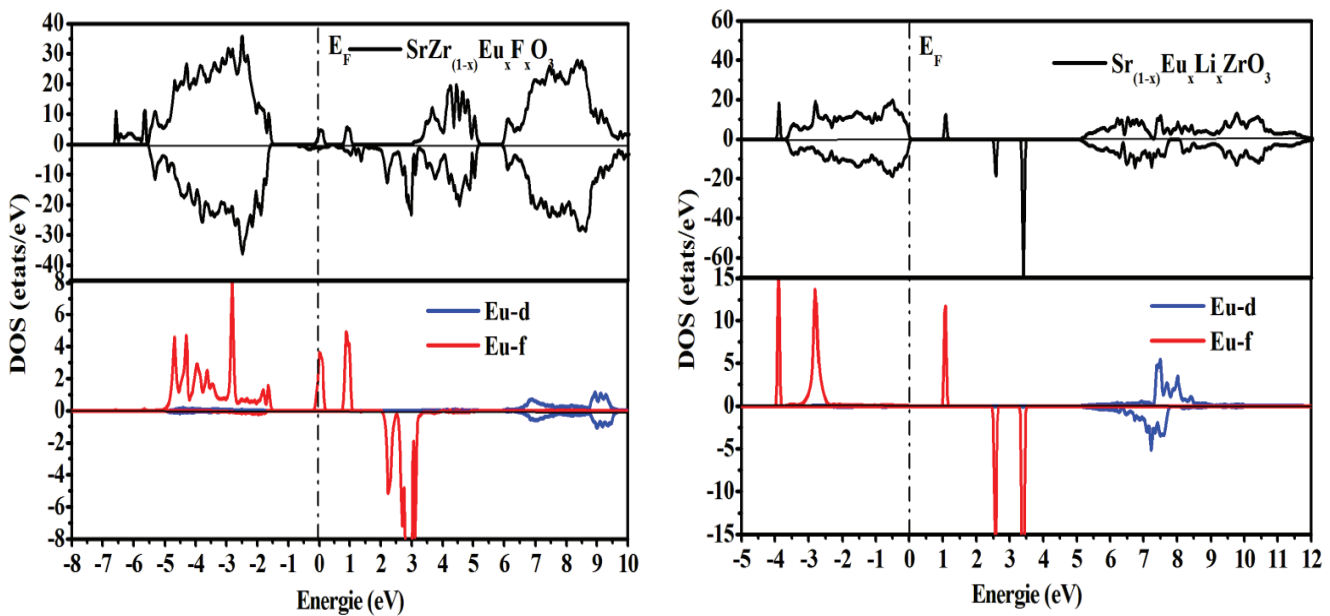 40
30
20
10
0
-10
-20
-30
-40
DOS (etats/eV)
E_F
SrZr_(1-x)Eu_xF_xO_3
8
6
4
2
0
-2
-4
-6
-8
Eu-d
Eu-f
-8 -7 -6 -5 -4 -3 -2 -1 0 1 2 3 4 5 6 7 8 9 10
Energie (eV)
60
40
20
0
-20
-40
-60
DOS (etats/eV)
E_F
Sr_(1-x)Eu_xLi_xZrO_3
15
10
5
0
-5
-10
-15
Eu-d
Eu-f
-5 -4 -3 -2 -1 0 1 2 3 4 5 6 7 8 9 10 11 12
Energie (eV)